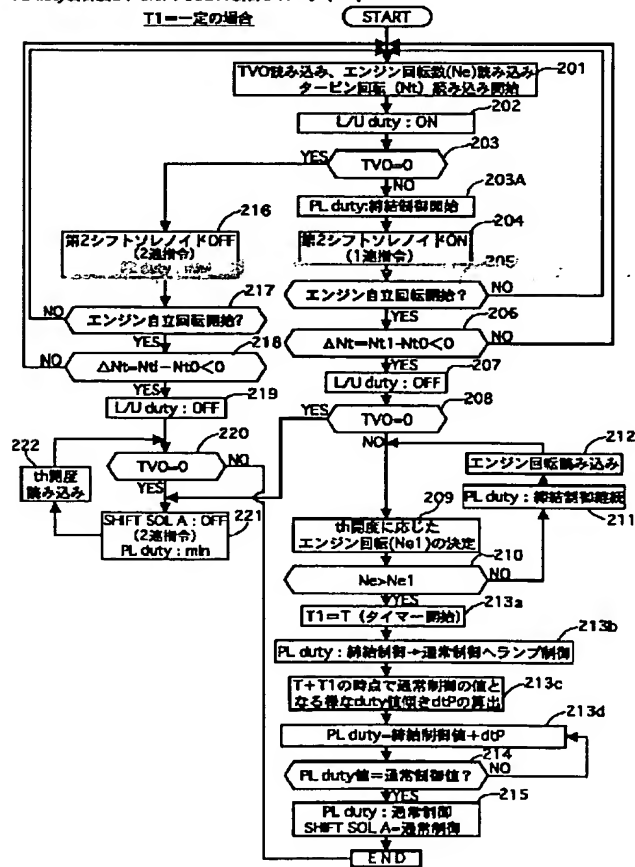 T1=一定の場合
START
TVO読み込み、エンジン回転数(Ne)読み込み
タービン回転(Nt)読み込み開始
201
L/U duty:ON
202
TVO=0
203
YES
NO
PL duty:締結制御開始
203A
第2シフトソレノイドON
(1速指令)
204
第2シフトソレノイドOFF
(2速指令)
PL duty:min
216
エンジン自立回転開始?
205
NO
YES
エンジン自立回転開始?
217
NO
YES
ΔNt=Nt1-Nt0<0
206
NO
YES
ΔNt=Nt1-Nt0<0
218
NO
YES
L/U duty:OFF
207
L/U duty:OFF
219
TVO=0
208
YES
NO
TVO=0
220
NO
YES
222
th開度
読み込み
SHIFT SOL A:OFF
(2速指令)
PL duty:min
221
212
エンジン回転読み込み
PL duty:締結制御継続
211
209
th開度に応じた
エンジン回転(Ne1)の決定
210
Ne>Ne1
NO
YES
213a
T1=T(タイマー開始)
213b
PL duty:締結制御→通常制御へランプ制御
T+T1の時点で通常制御の値と
なる様なduty値傾きdtPの算出
213c
213d
PL duty=締結制御値+dtP
214
PL duty値=通常制御値?
NO
YES
215
PL duty:通常制御
SHIFT SOL A=通常制御
END